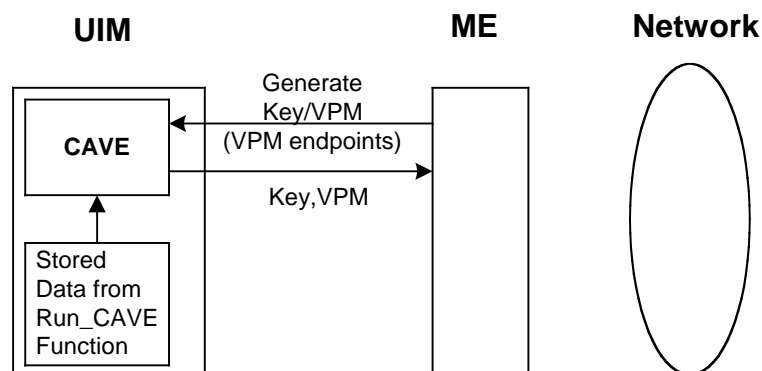 UIM
ME
Network
Generate
Key/VPM
(VPM endpoints)
CAVE
Key,VPM
Stored
Data from
Run_CAVE
Function